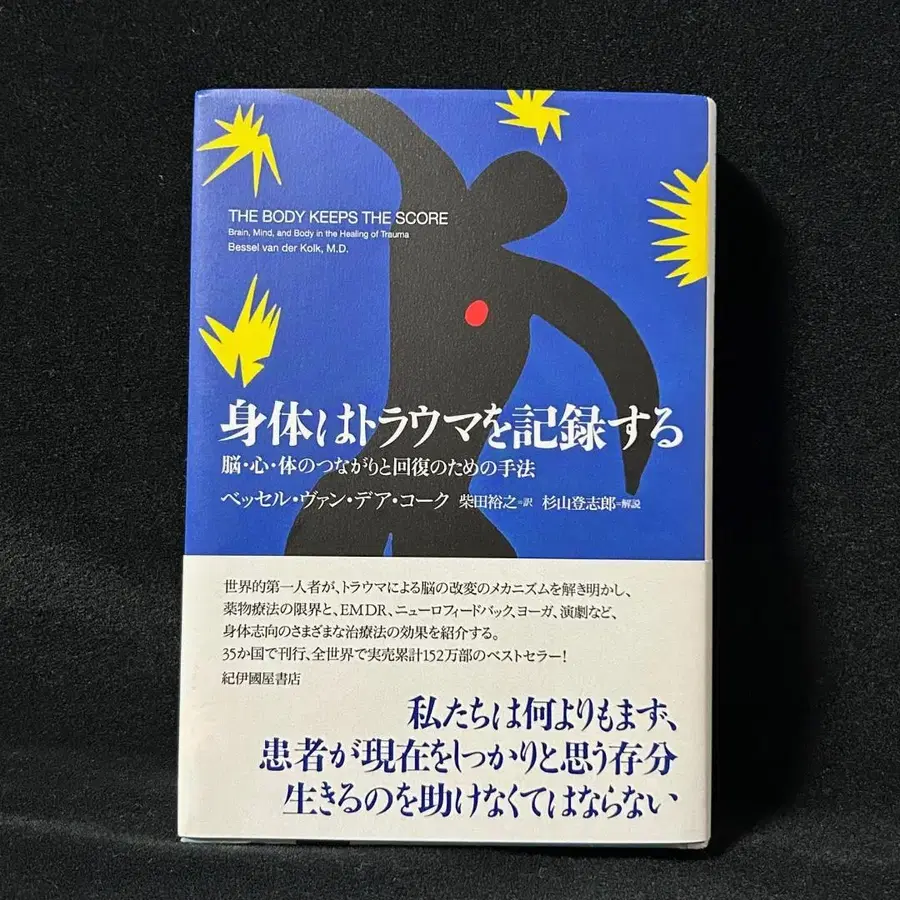 THE BODY KEEPS THE SCORE
Brain, Mind, and Body in the Healing of Trauma
Bessel van der Kolk, M.D.
身体はトラウマを記録する
脳・心・体のつながりと回復のための手法
ベッセル・ヴァン・デア・コーク 柴田裕之=訳 杉山登志郎=解説
世界的第一人者が、トラウマによる脳の改変のメカニズムを解き明かし、
薬物療法の限界と、EMDR、ニューロフィードバック、ヨーガ、演劇など、
身体志向のさまざまな治療法の効果を紹介する。
35か国で刊行、全世界で実売累計152万部のベストセラー!
紀伊國屋書店
私たちは何よりもまず、
患者が現在をしっかりと思う存分
生きるのを助けなくてはならない